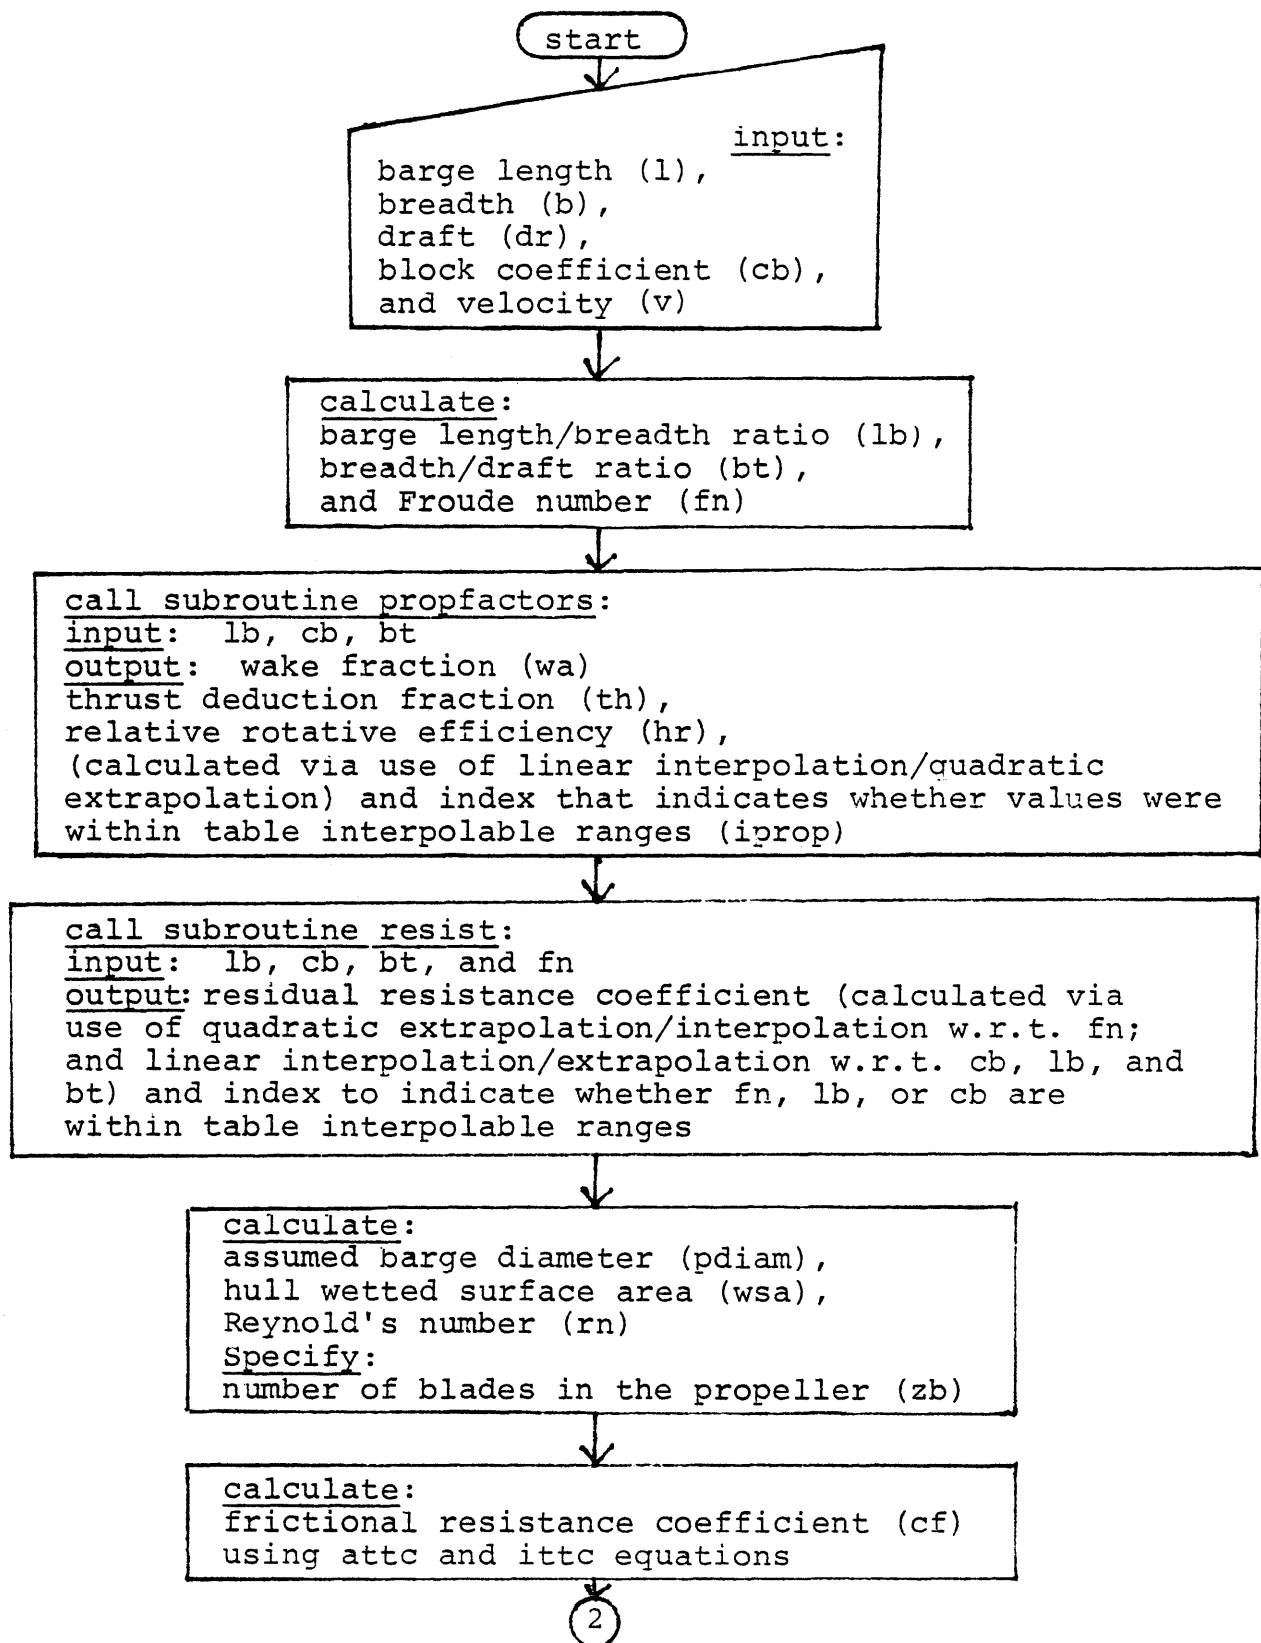 start
input:
barge length (l),
breadth (b),
draft (dr),
block coefficient (cb),
and velocity (v)
calculate:
barge length/breadth ratio (lb),
breadth/draft ratio (bt),
and Froude number (fn)
call subroutine propfactors:
input: lb, cb, bt
output: wake fraction (wa)
thrust deduction fraction (th),
relative rotative efficiency (hr),
(calculated via use of linear interpolation/quadratic
extrapolation) and index that indicates whether values were
within table interpolable ranges (iprop)
call subroutine resist:
input: lb, cb, bt, and fn
output: residual resistance coefficient (calculated via
use of quadratic extrapolation/interpolation w.r.t. fn;
and linear interpolation/extrapolation w.r.t. cb, lb, and
bt) and index to indicate whether fn, lb, or cb are
within table interpolable ranges
calculate:
assumed barge diameter (pdiam),
hull wetted surface area (wsa),
Reynold's number (rn)
Specify:
number of blades in the propeller (zb)
calculate:
frictional resistance coefficient (cf)
using attc and ittc equations
2